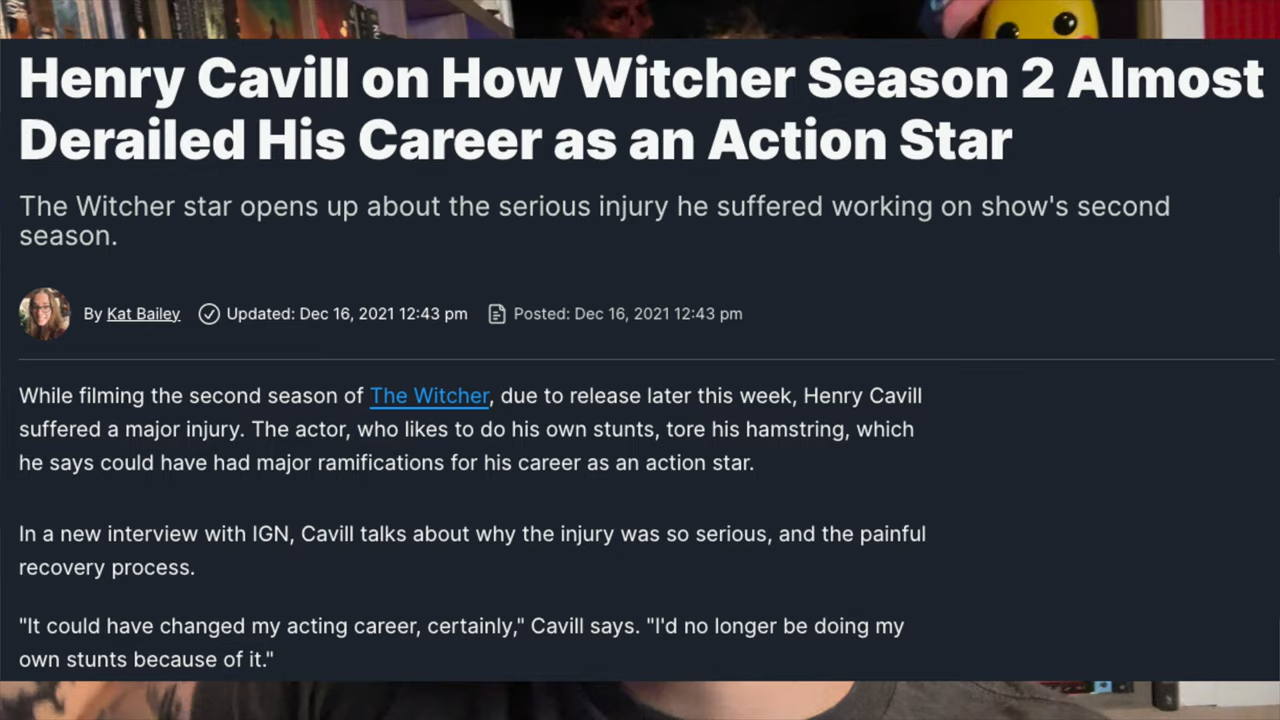 Henry Cavill on How Witcher Season 2 Almost
Derailed His Career as an Action Star
The Witcher star opens up about the serious injury he suffered working on show's second
season.
By Kat Bailey Updated: Dec 16, 2021 12:43 pm Posted: Dec 16, 2021 12:43 pm
While filming the second season of The Witcher, due to release later this week, Henry Cavill
suffered a major injury. The actor, who likes to do his own stunts, tore his hamstring, which
he says could have had major ramifications for his career as an action star.
In a new interview with IGN, Cavill talks about why the injury was so serious, and the painful
recovery process.
"It could have changed my acting career, certainly," Cavill says. "I'd no longer be doing my
own stunts because of it."